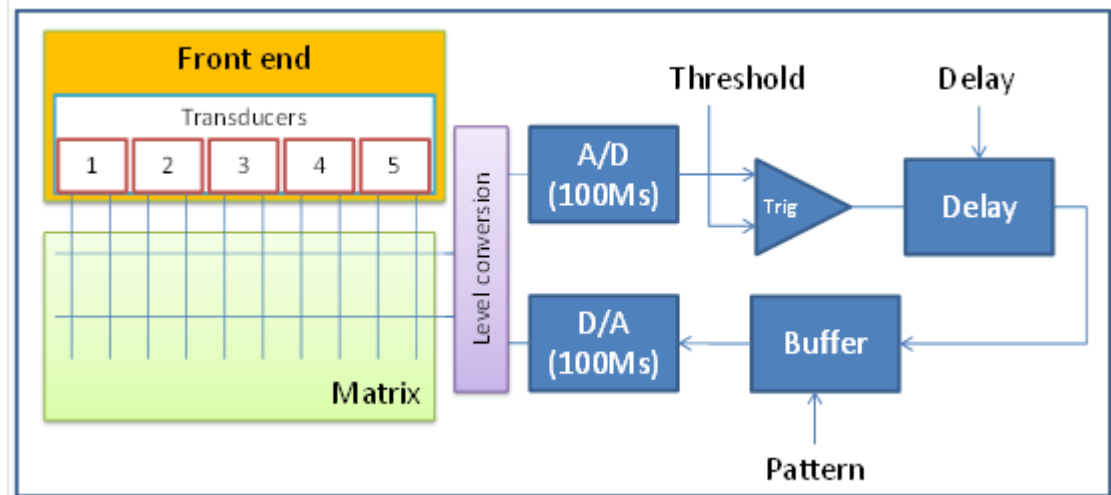 Front end
Transducers
1 2 3 4 5
Threshold
Delay
A/D
(100Ms)
Trig
Delay
Level conversion
D/A
(100Ms)
Buffer
Matrix
Pattern